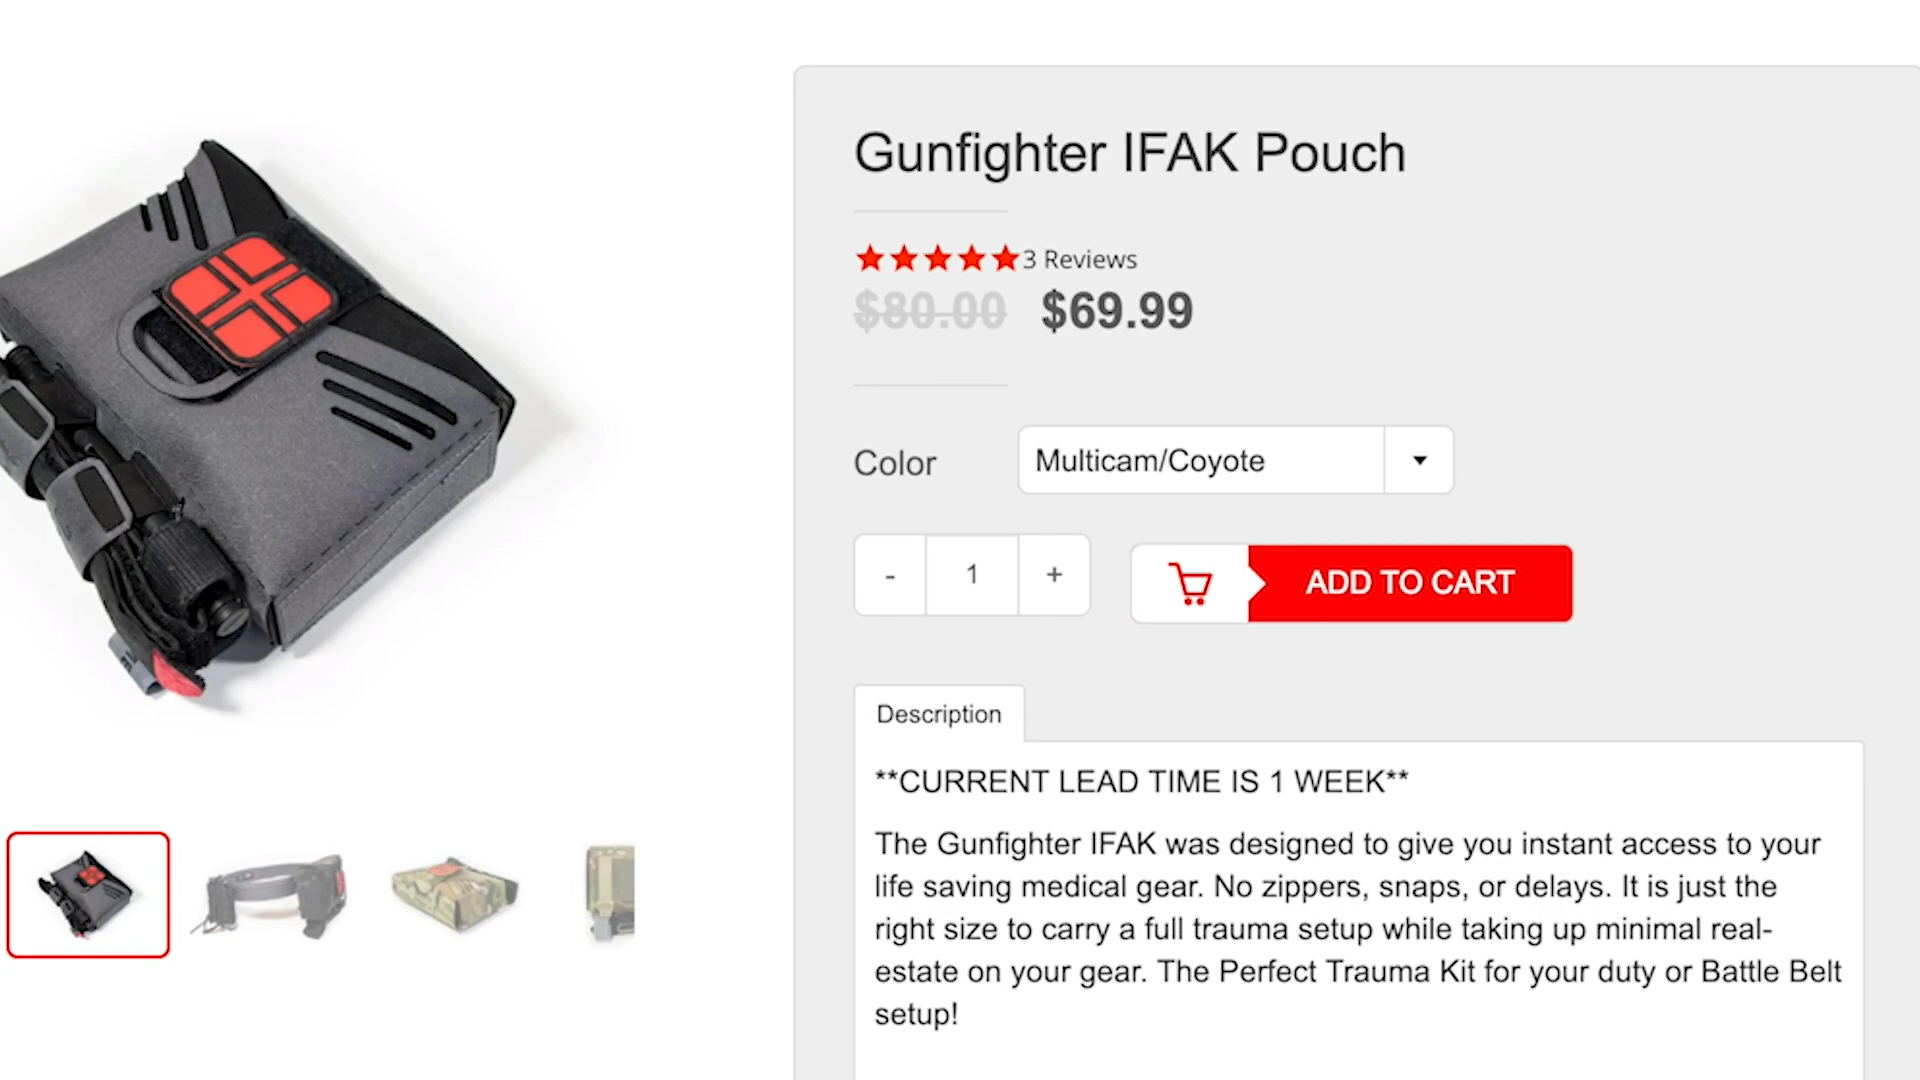 Gunfighter IFAK Pouch
3 Reviews
$80.00 $69.99
Color Multicam/Coyote
- 1 +
ADD TO CART
Description
**CURRENT LEAD TIME IS 1 WEEK**
The Gunfighter IFAK was designed to give you instant access to your
life saving medical gear. No zippers, snaps, or delays. It is just the
right size to carry a full trauma setup while taking up minimal real-
estate on your gear. The Perfect Trauma Kit for your duty or Battle Belt
setup!